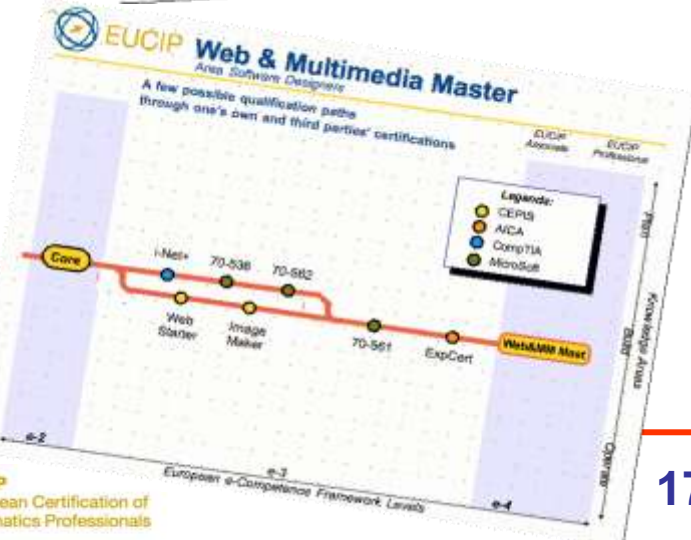 EUCIP Web & Multimedia Master
Area Software Designers
A few possible qualification paths
through one's own and third parties' certifications
EUCIP
Associate
EUCIP
Professional
Legenda:
CEPIS
AICA
CompTIA
MicroSoft
Plan
Knowledge Areas
Build
Operate
Core
i-Net+
70-536
70-562
Web
Starter
Image
Maker
70-561
ExpCert
Web&MM Mast
e-2
e-3
e-4
European e-Competence Framework Levels
P
ean Certification of
natics Professionals
17